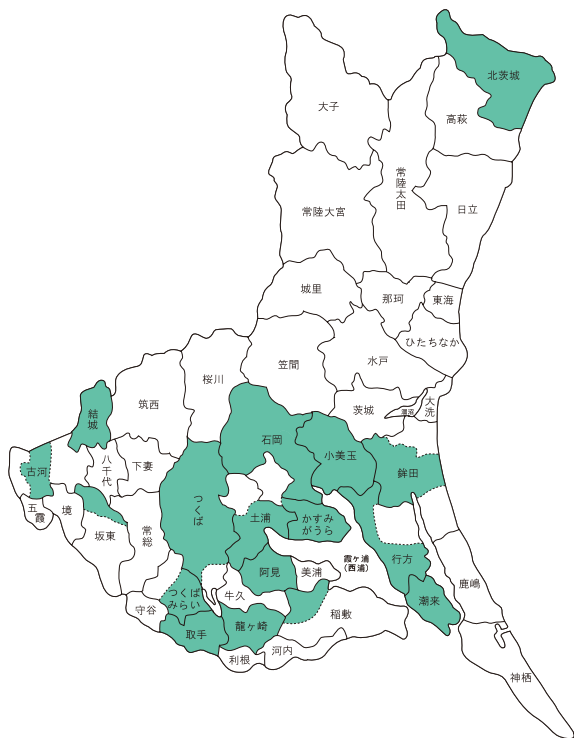 北茨城
大子
高萩
常陸太田
常陸大宮
日立
城里
那珂
東海
ひたちなか
笠間
水戸
桜川
筑西
茨城
涸沼
大洗
結城
石岡
小美玉
古河
八千代
下妻
鉾田
つくば
五霞
境
坂東
常総
土浦
かすみ
がうら
霞ヶ浦
(西浦)
行方
阿見
美浦
鹿嶋
つくば
みらい
牛久
守谷
稲敷
潮来
取手
龍ヶ崎
利根
河内
神栖